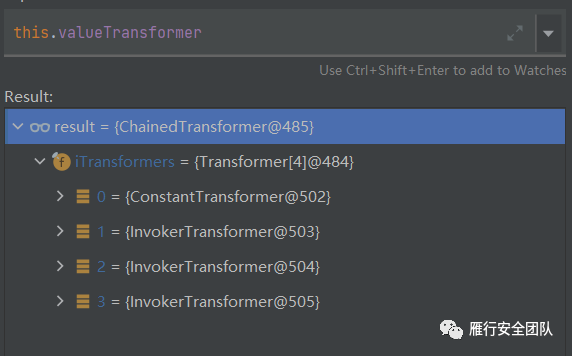 this.valueTransformer
Use Ctrl+Shift+Enter to add to Watches
Result:
result = {ChainedTransformer@485}
f iTransformers = {Transformer[4]@484}
0 = {ConstantTransformer@502}
1 = {InvokerTransformer@503}
2 = {InvokerTransformer@504}
3 = {InvokerTransformer@505}
雁行安全团队